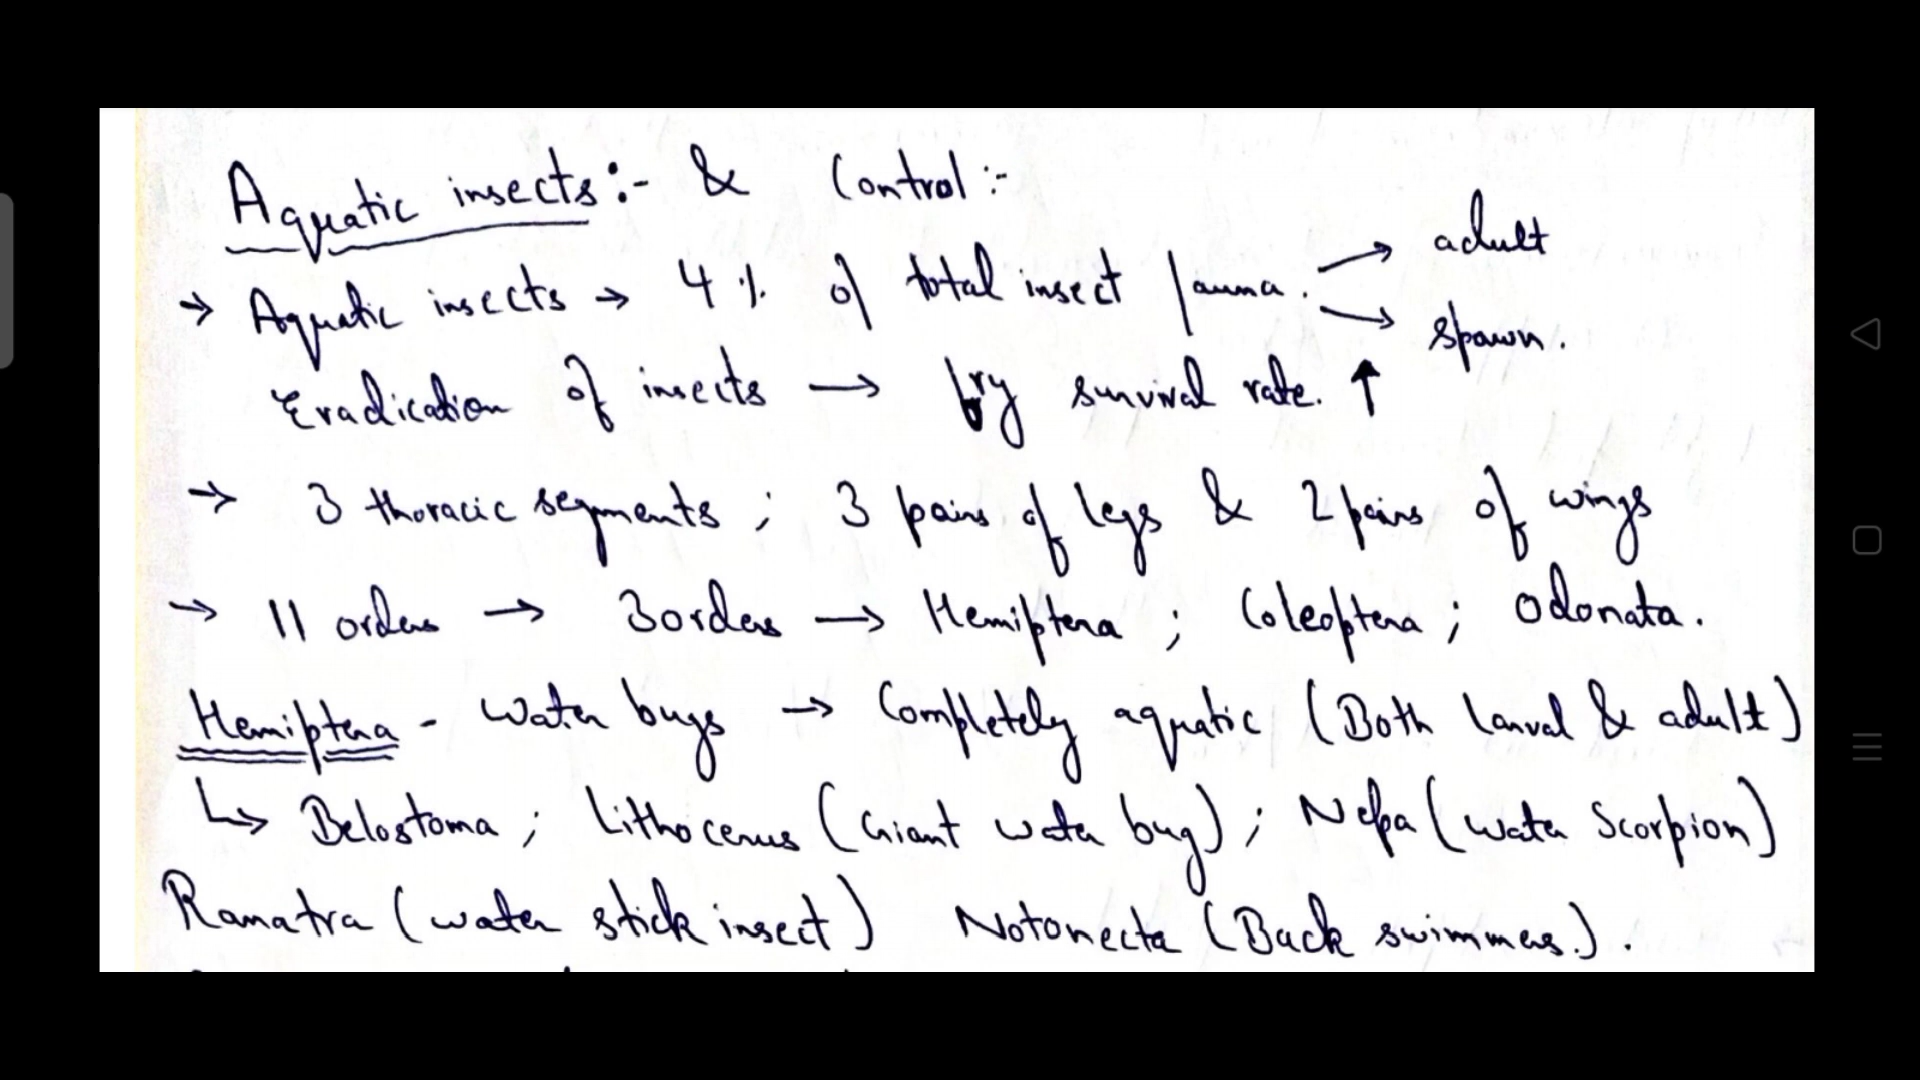 Aquatic insects :- & Control :-
→ Aquatic insects → 4 % of total insect fauna. → adult
→ spawn.
Eradication of insects → fry survival rate. ↑
→ 3 thoracic segments ; 3 pairs of legs & 2 pairs of wings
→ 11 orders → 3 orders → Hemiptera ; Coleoptera ; Odonata.
Hemiptera - Water bugs → Completely aquatic (Both larval & adult)
↳ Belostoma ; Lithocerus (Giant water bug) ; Nepa (Water Scorpion)
Ranatra (water stick insect) Notonecta (Back swimmers.) .